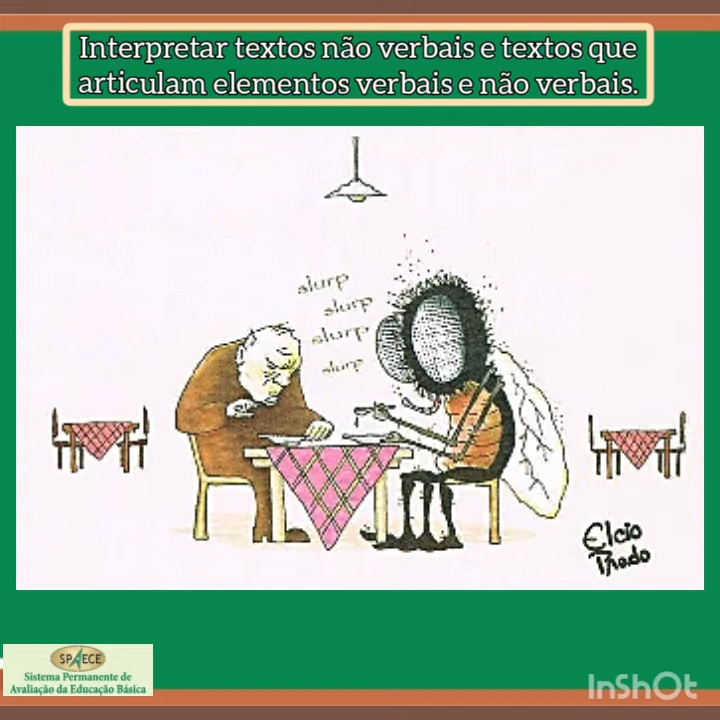 Interpretar textos não verbais e textos que
articulam elementos verbais e não verbais.
slurp
slurp
slurp
slurp
Elcio
Prado
SPAECE
Sistema Permanente de
Avaliação da Educação Básica
InShOt